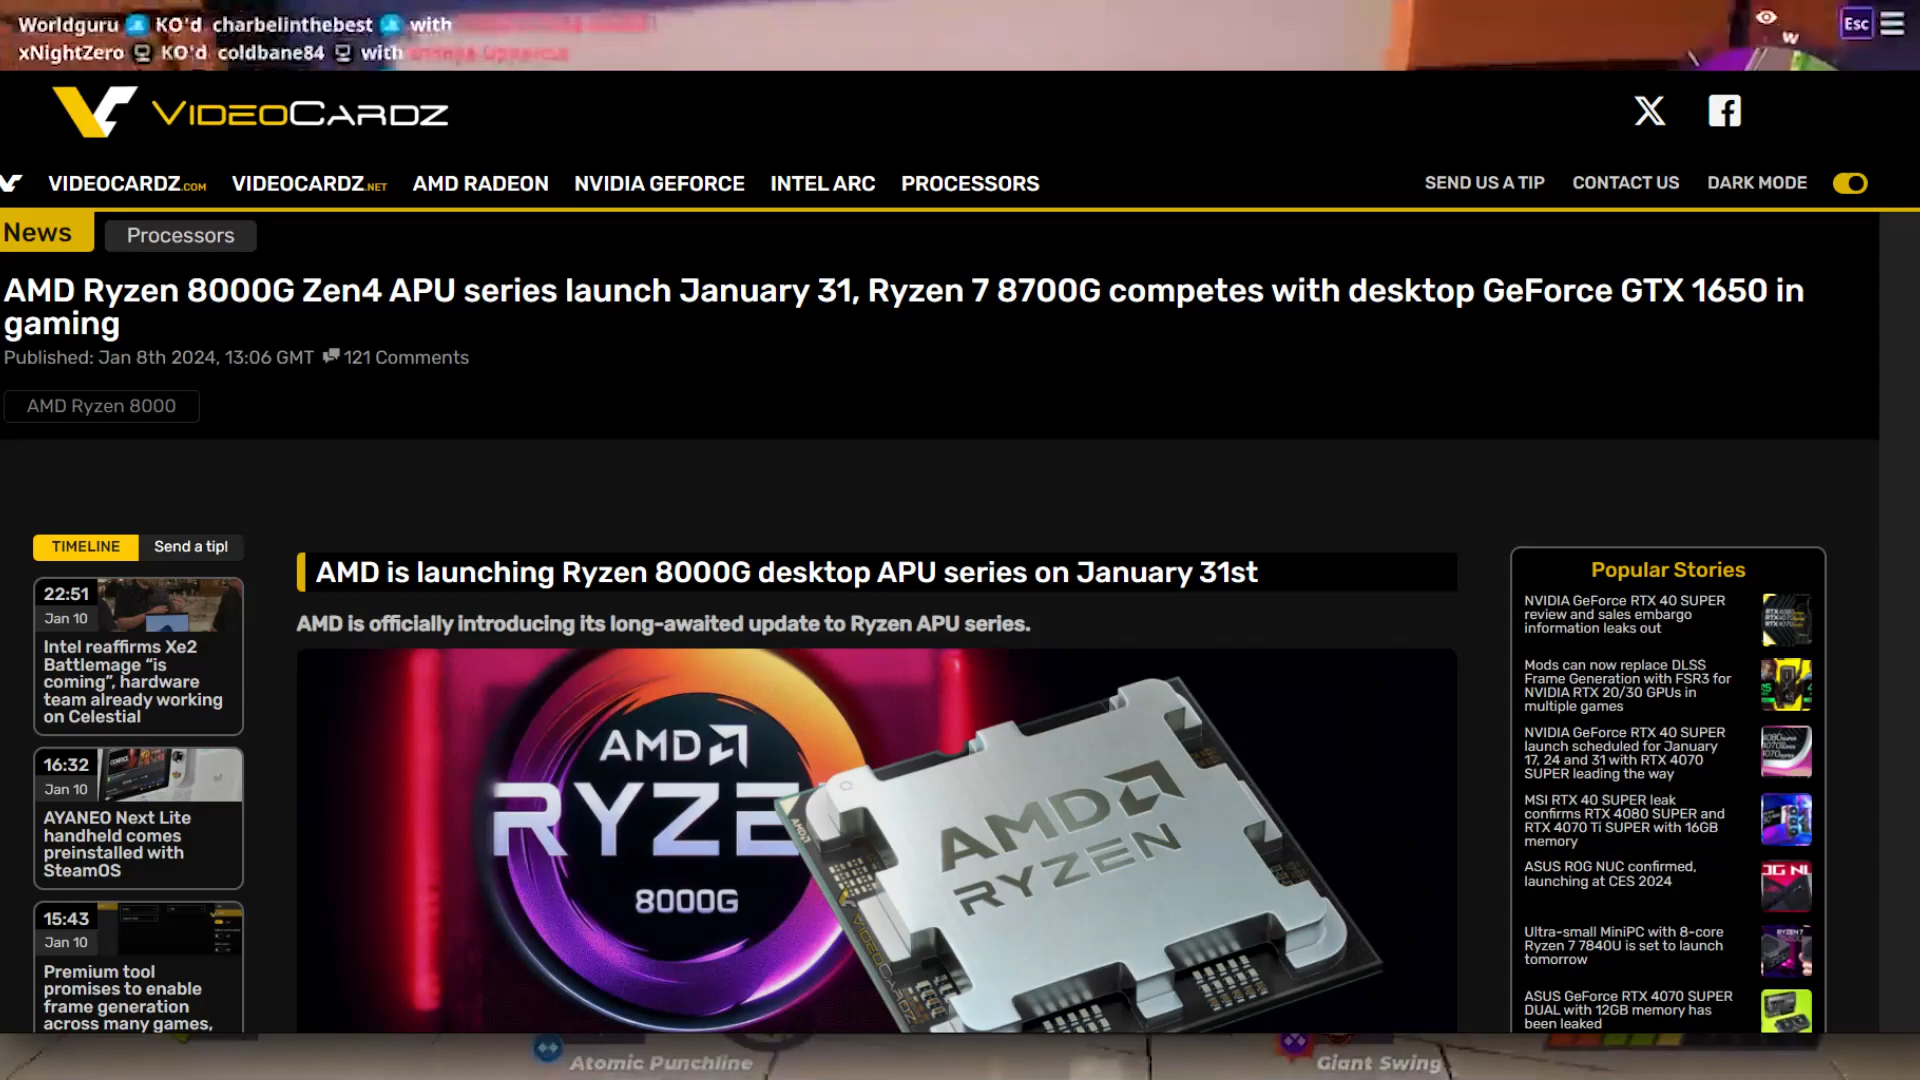 Worldguru KO'd charbelinthebest with
xNightZero KO'd coldbane84 with
Esc
W
VIDEOCARDZ
VIDEOCARDZ.COM VIDEOCARDZ.NET AMD RADEON NVIDIA GEFORCE INTEL ARC PROCESSORS
SEND US A TIP CONTACT US DARK MODE
News Processors
AMD Ryzen 8000G Zen4 APU series launch January 31, Ryzen 7 8700G competes with desktop GeForce GTX 1650 in
gaming
Published: Jan 8th 2024, 13:06 GMT 121 Comments
AMD Ryzen 8000
TIMELINE Send a tip!
22:51
Jan 10
Intel reaffirms Xe2
Battlemage “is
coming”, hardware
team already working
on Celestial
16:32
Jan 10
AYANEO Next Lite
handheld comes
preinstalled with
SteamOS
15:43
Jan 10
Premium tool
promises to enable
frame generation
across many games,
AMD is launching Ryzen 8000G desktop APU series on January 31st
AMD is officially introducing its long-awaited update to Ryzen APU series.
AMD
RYZE
8000G
AMD
RYZEN
VIDEOCARDZ
Popular Stories
NVIDIA GeForce RTX 40 SUPER
review and sales embargo
information leaks out
Mods can now replace DLSS
Frame Generation with FSR3 for
NVIDIA RTX 20/30 GPUs in
multiple games
NVIDIA GeForce RTX 40 SUPER
launch scheduled for January
17, 24 and 31 with RTX 4070
SUPER leading the way
MSI RTX 40 SUPER leak
confirms RTX 4080 SUPER and
RTX 4070 Ti SUPER with 16GB
memory
ASUS ROG NUC confirmed,
launching at CES 2024
Ultra-small MiniPC with 8-core
Ryzen 7 7840U is set to launch
tomorrow
ASUS GeForce RTX 4070 SUPER
DUAL with 12GB memory has
been leaked
Atomic Punchline
Giant Swing